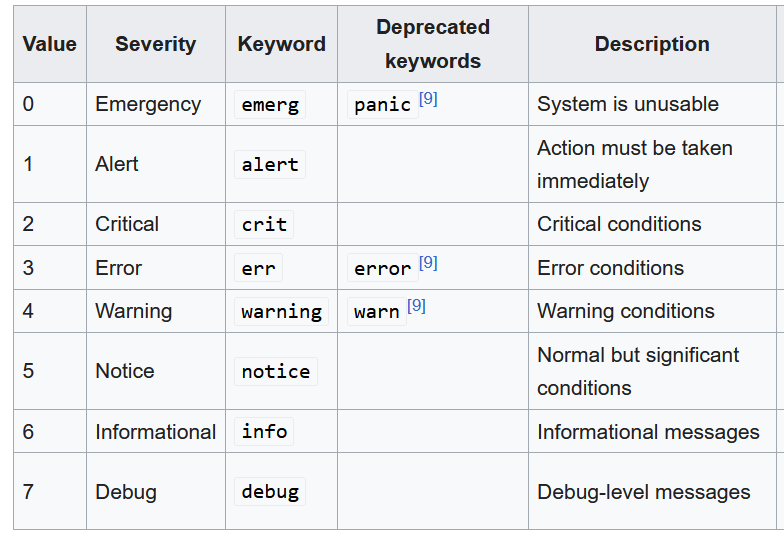 Value Severity Keyword Deprecated keywords Description
0 Emergency emerg panic [9] System is unusable
1 Alert alert Action must be taken immediately
2 Critical crit Critical conditions
3 Error err error [9] Error conditions
4 Warning warning warn [9] Warning conditions
5 Notice notice Normal but significant conditions
6 Informational info Informational messages
7 Debug debug Debug-level messages